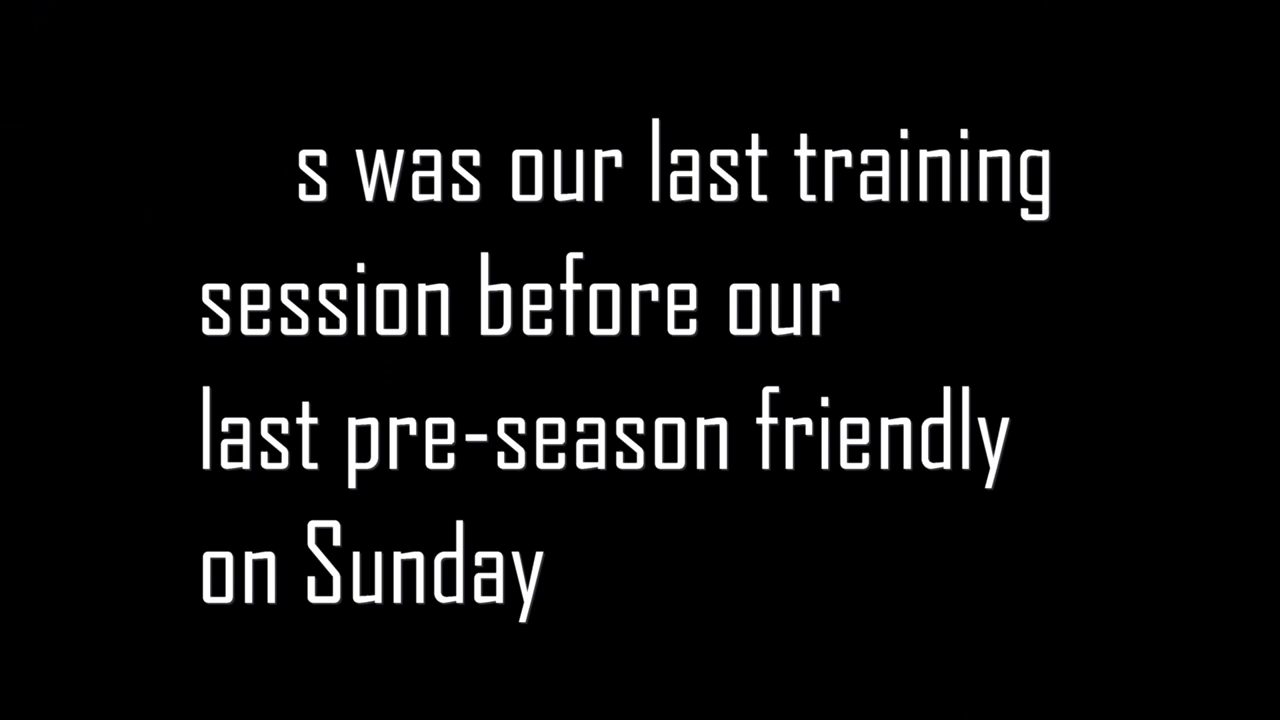 s was our last training
session before our
last pre-season friendly
on Sunday